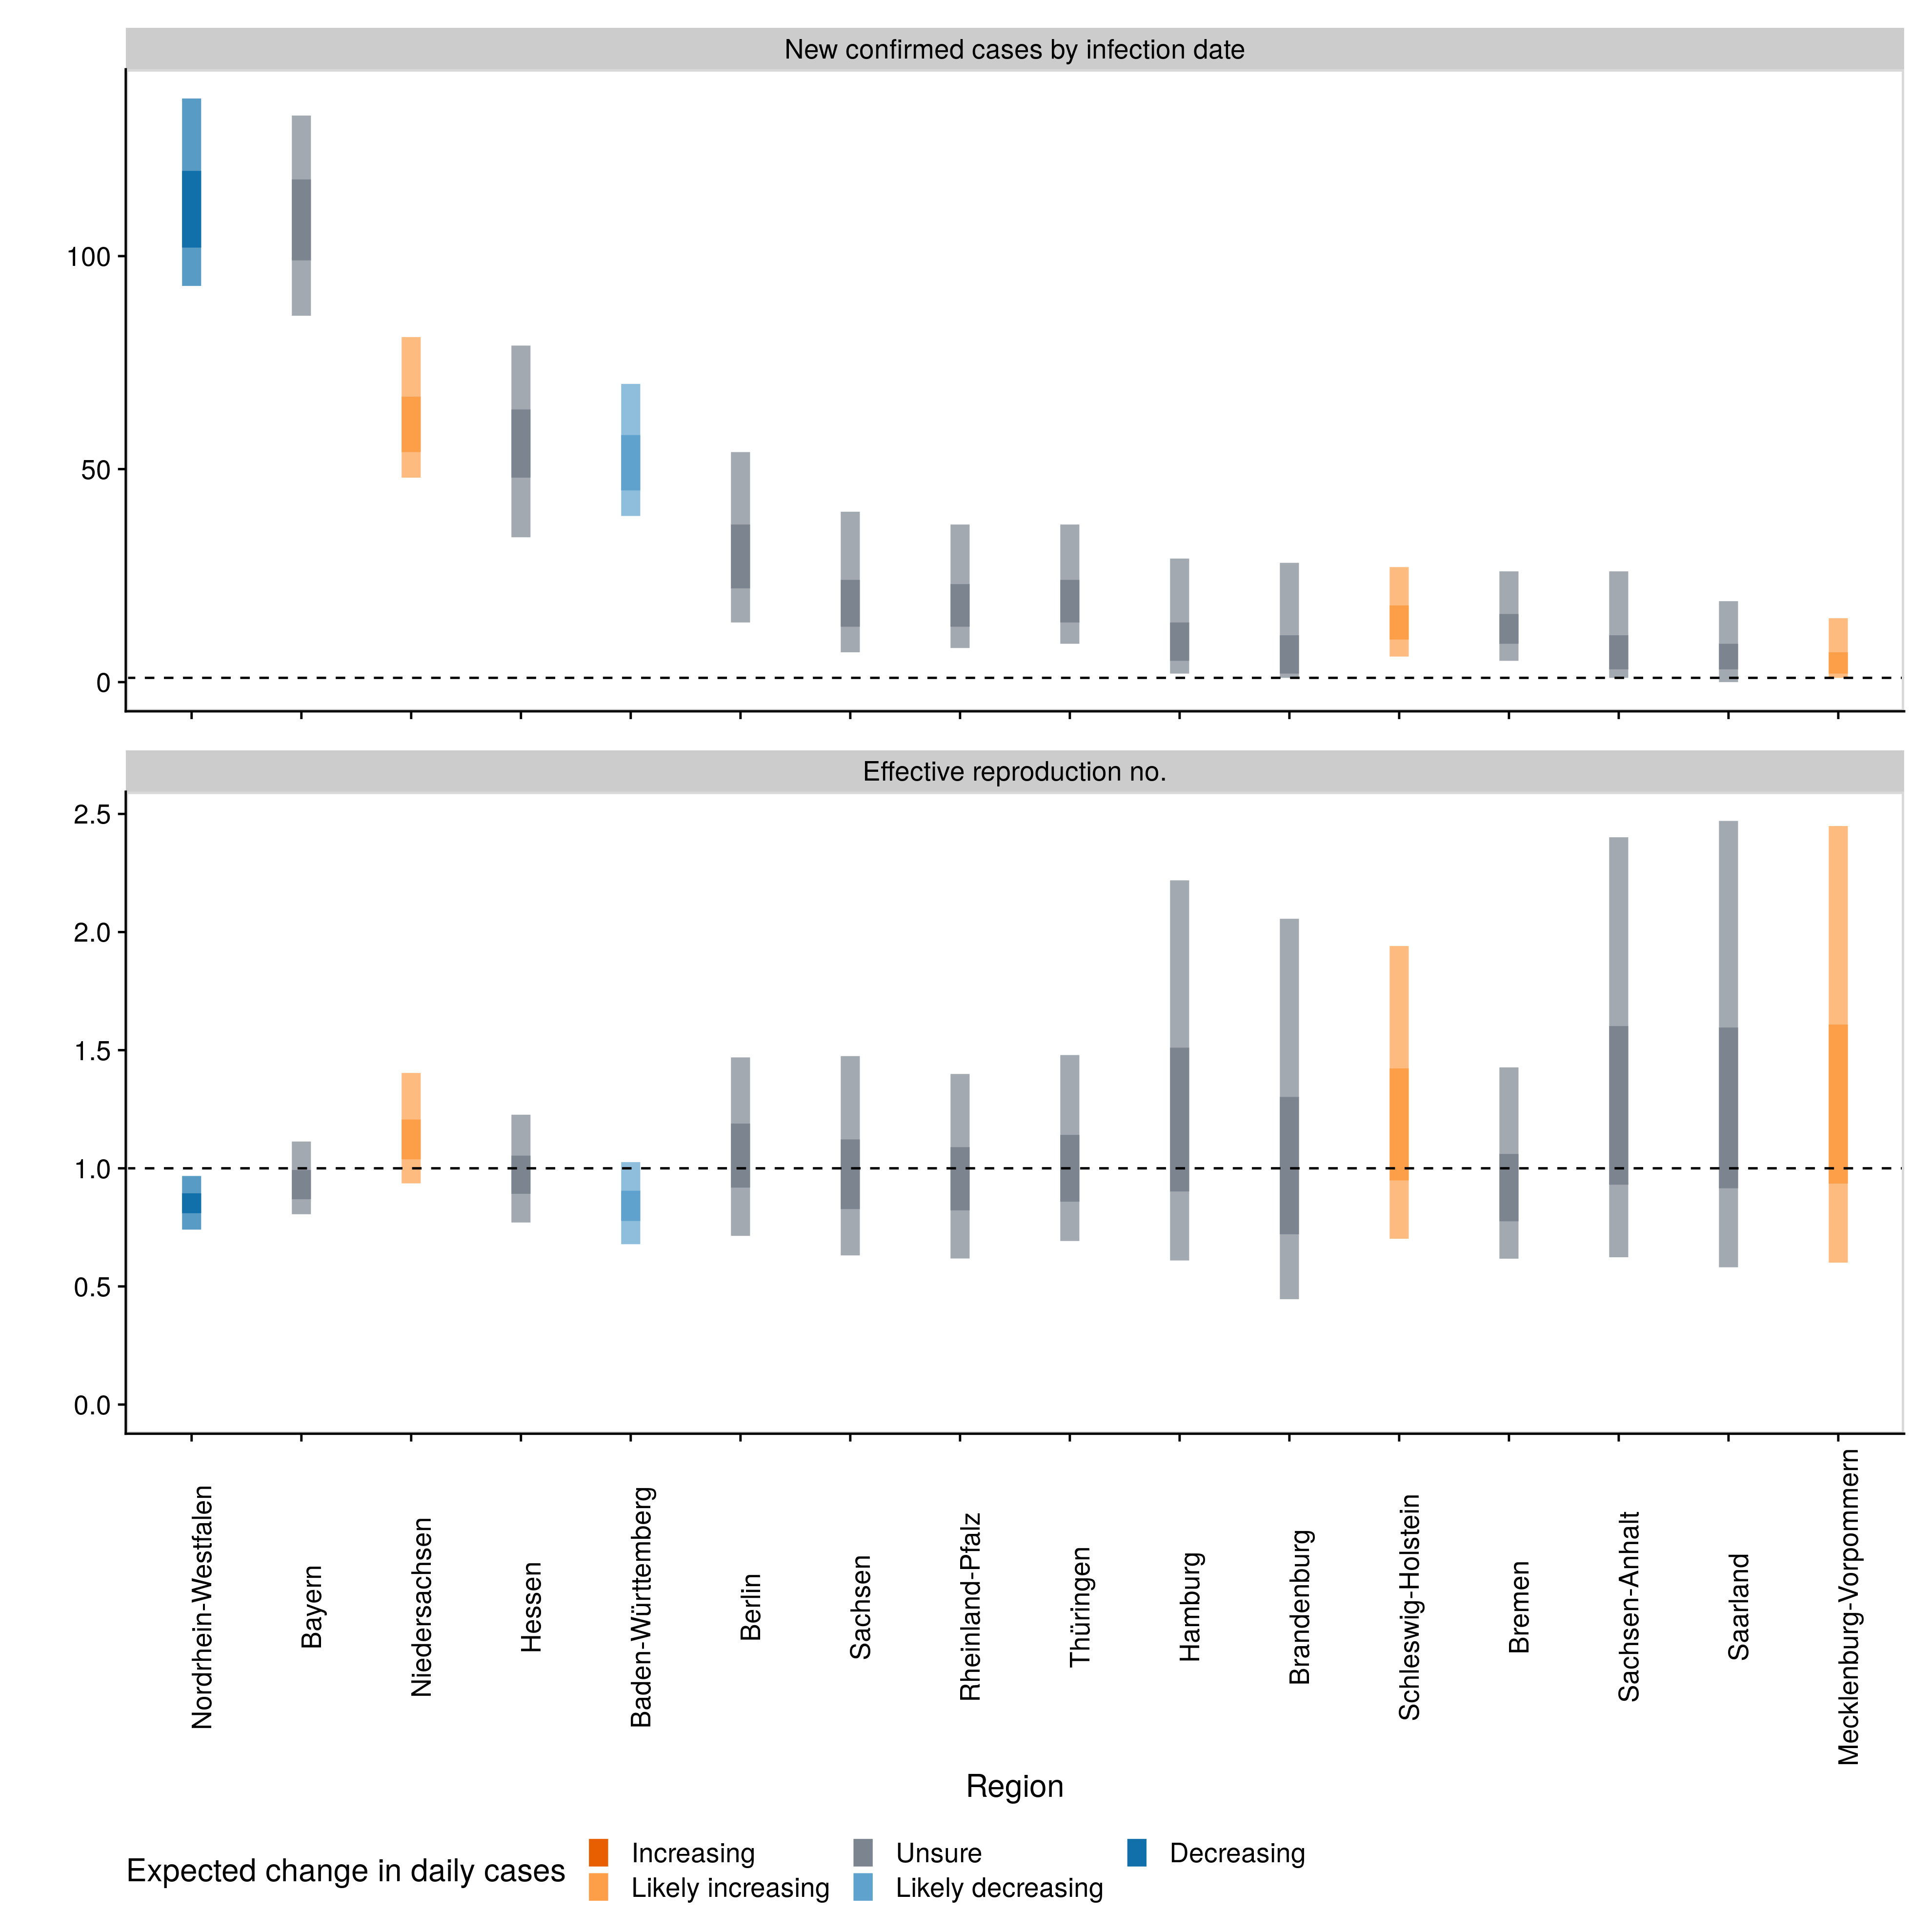 New confirmed cases by infection date
100
50
0
Effective reproduction no.
2.5
2.0
1.5
1.0
0.5
0.0
Nordrhein-Westfalen
Bayern
Niedersachsen
Hessen
Baden-Württemberg
Berlin
Sachsen
Rheinland-Pfalz
Thüringen
Hamburg
Brandenburg
Schleswig-Holstein
Bremen
Sachsen-Anhalt
Saarland
Mecklenburg-Vorpommern
Region
Expected change in daily cases
Increasing
Unsure
Decreasing
Likely increasing
Likely decreasing